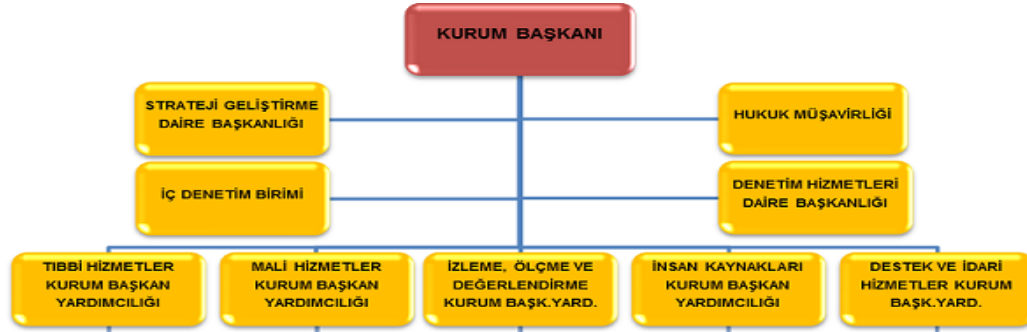 KURUM BAŞKANI
STRATEJİ GELİŞTİRME
DAİRE BAŞKANLIĞI
HUKUK MÜŞAVİRLİĞİ
İÇ DENETİM BİRİMİ
DENETİM HİZMETLERİ
DAİRE BAŞKANLIĞI
TIBBİ HİZMETLER
KURUM BAŞKAN
YARDIMCILIĞI
MALİ HİZMETLER
KURUM BAŞKAN
YARDIMCILIĞI
İZLEME, ÖLÇME VE
DEĞERLENDİRME
KURUM BAŞK.YARD.
İNSAN KAYNAKLARI
KURUM BAŞKAN
YARDIMCILIĞI
DESTEK VE İDARİ
HİZMETLER KURUM
BAŞK.YARD.